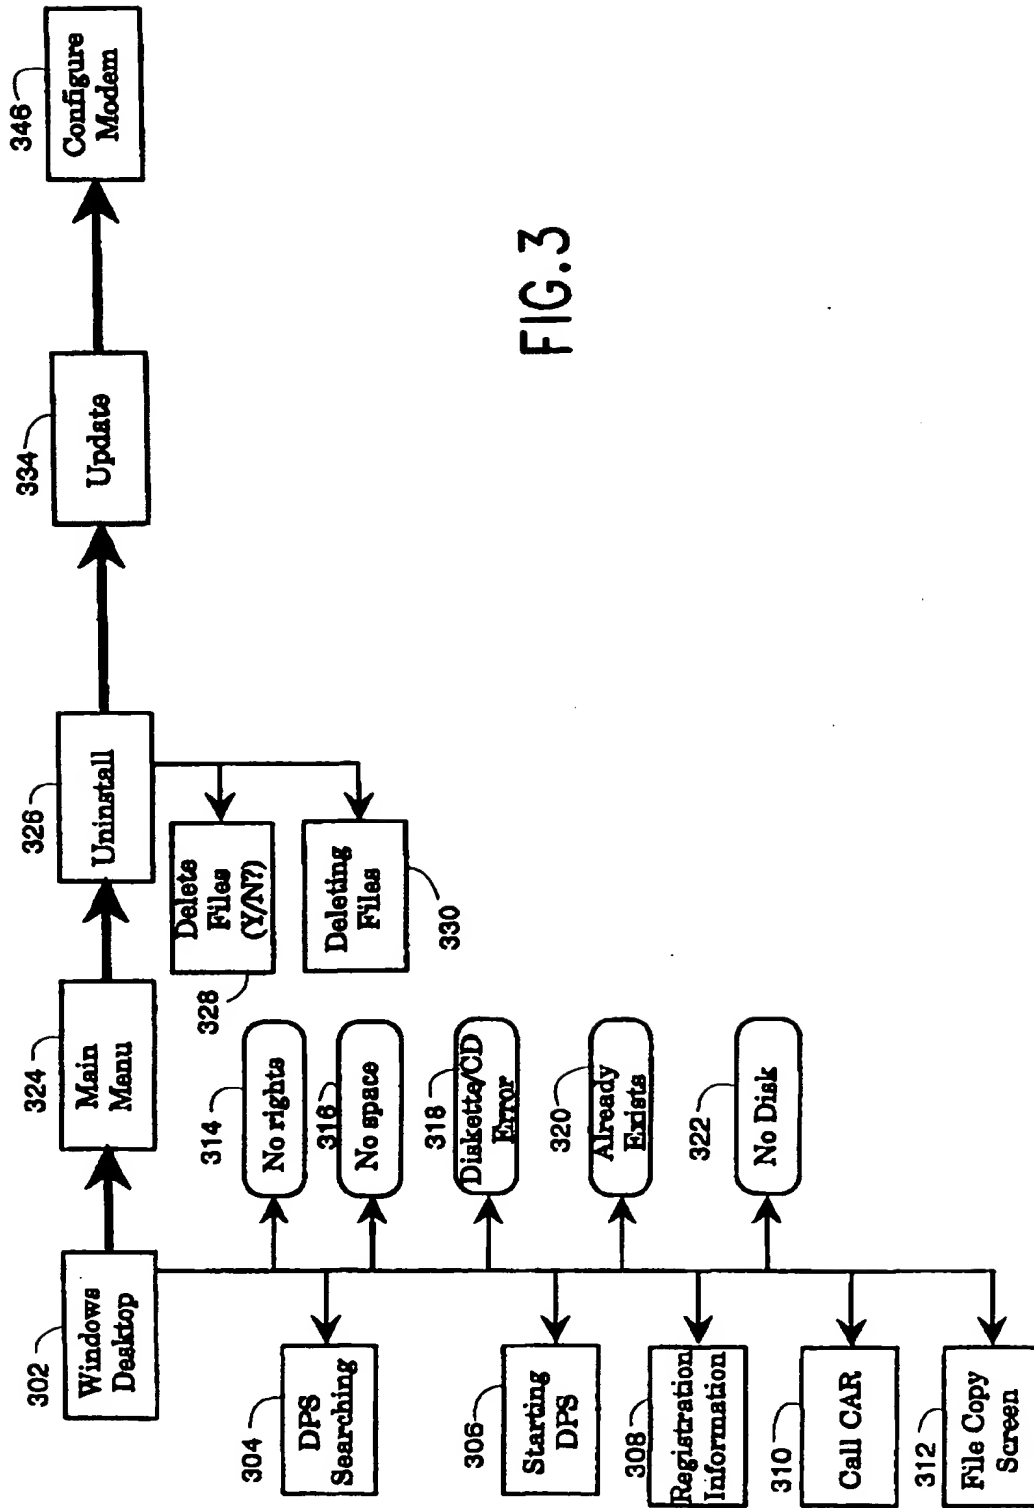 302
Windows
Desktop
324
Main
Menu
326
Uninstall
334
Update
346
Configure
Modem
328
Delete
Files
(Y/N?)
330
Deleting
Files
314
No rights
316
No space
318
Diskette/CD
Error
320
Already
Exists
322
No Disk
304
DPS
Searching
306
Starting
DPS
308
Registration
Information
310
Call CAR
312
File Copy
Screen
FIG.3